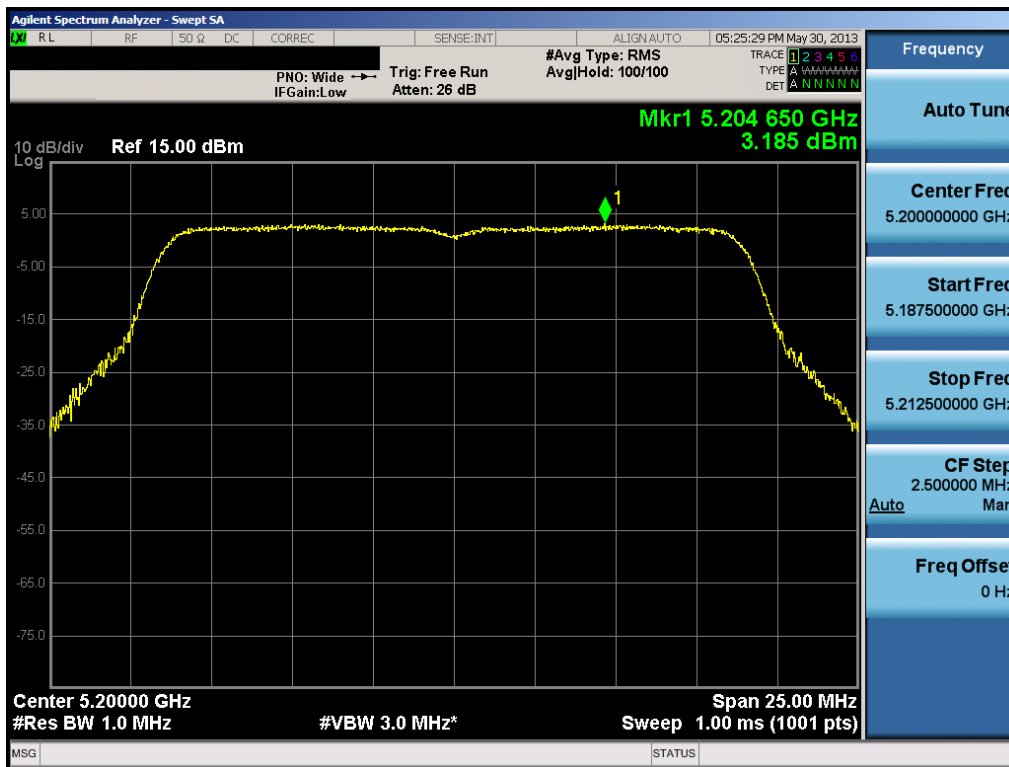 Agilent Spectrum Analyzer - Swept SA
LXI RL RF 50 Ω DC CORREC SENSE:INT ALIGN AUTO 05:25:29 PM May 30, 2013
PNO: Wide
IFGain:Low
Trig: Free Run
Atten: 26 dB
#Avg Type: RMS
Avg|Hold: 100/100
TRACE 1 2 3 4 5 6
TYPE A WWWWW
DET A N N N N N
Mkr1 5.204 650 GHz
3.185 dBm
10 dB/div Ref 15.00 dBm
Log
1
5.00
-5.00
-15.0
-25.0
-35.0
-45.0
-55.0
-65.0
-75.0
Center 5.20000 GHz Span 25.00 MHz
#Res BW 1.0 MHz #VBW 3.0 MHz* Sweep 1.00 ms (1001 pts)
MSG STATUS
Frequency
Auto Tune
Center Freq
5.200000000 GHz
Start Freq
5.187500000 GHz
Stop Freq
5.212500000 GHz
CF Step
2.500000 MHz
Auto Man
Freq Offset
0 Hz